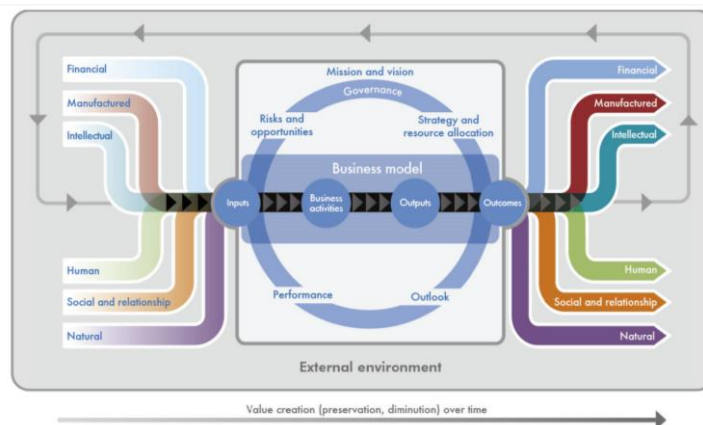 Financial
Manufactured
Intellectual
Human
Social and relationship
Natural
Mission and vision
Governance
Risks and
opportunities
Strategy and
resource allocation
Business model
Inputs
Business
activities
Outputs
Outcomes
Performance
Outlook
Financial
Manufactured
Intellectual
Human
Social and relationship
Natural
External environment
Value creation (preservation, diminution) over time